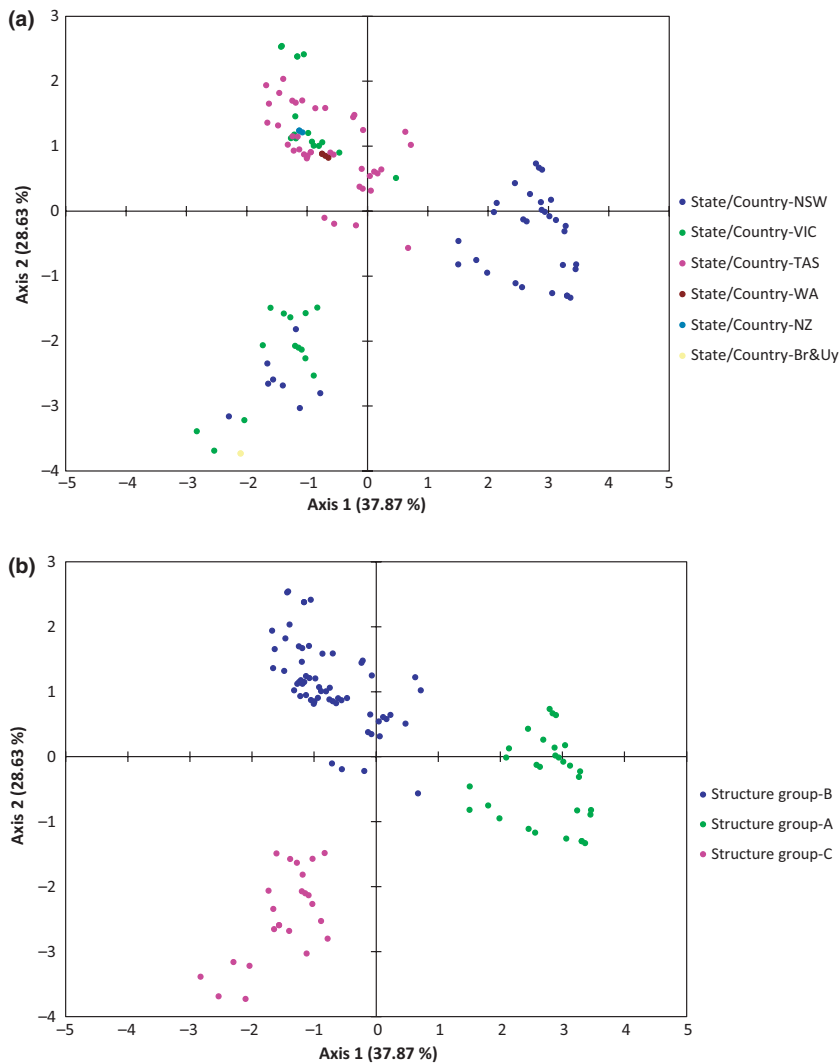 (a)
3
2
1
0
–1
–2
–3
–4
Axis 2 (28.63 %)
–5 –4 –3 –2 –1 0 1 2 3 4 5
Axis 1 (37.87 %)
State/Country-NSW
State/Country-VIC
State/Country-TAS
State/Country-WA
State/Country-NZ
State/Country-Br&Uy
(b)
3
2
1
0
–1
–2
–3
–4
Axis 2 (28.63 %)
–5 –4 –3 –2 –1 0 1 2 3 4 5
Axis 1 (37.87 %)
Structure group-B
Structure group-A
Structure group-C